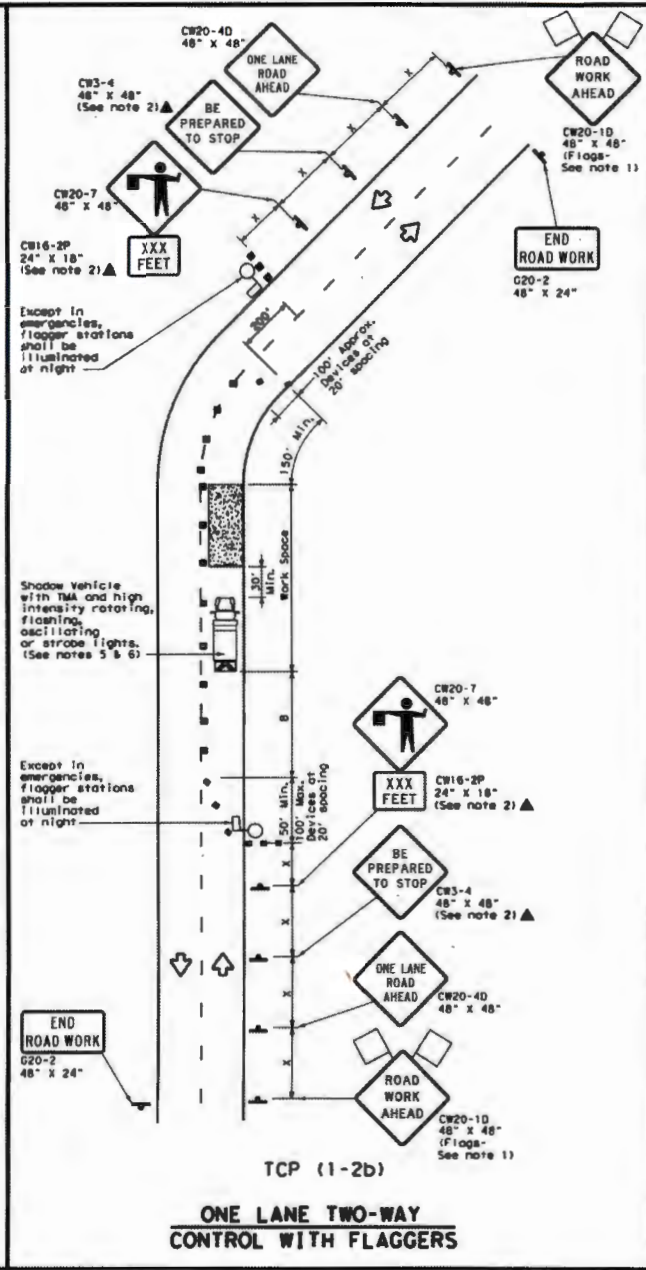 CW20-4D
48" X 48"
ONE LANE
ROAD
AHEAD
CW3-4
48" X 48"
(See note 2)▲
BE
PREPARED
TO STOP
CW20-7
48" X 48"
CW16-2P
24" X 18"
(See note 2)▲
XXX
FEET
X
X
X
X
ROAD
WORK
AHEAD
CW20-1D
48" X 48"
(Flags-
See note 1)
END
ROAD WORK
G20-2
48" X 24"
Except in
emergencies,
flagger stations
shall be
illuminated
at night
200'
100' Approx.
Devices at
20' spacing
150' Min.
Work Space
30'
Min.
Shadow Vehicle
with TMA and high
intensity rotating,
flashing,
oscillating
or strobe lights.
(See notes 5 & 6)
B
CW20-7
48" X 48"
XXX
FEET
CW16-2P
24" X 18"
(See note 2)▲
Except in
emergencies,
flagger stations
shall be
illuminated
at night
50' Min.
100' Max.
Devices at
20' spacing
X
BE
PREPARED
TO STOP
CW3-4
48" X 48"
(See note 2)▲
X
ONE LANE
ROAD
AHEAD
CW20-4D
48" X 48"
X
X
END
ROAD WORK
G20-2
48" X 24"
ROAD
WORK
AHEAD
CW20-1D
48" X 48"
(Flags-
See note 1)
TCP (1-2b)
ONE LANE TWO-WAY
CONTROL WITH FLAGGERS